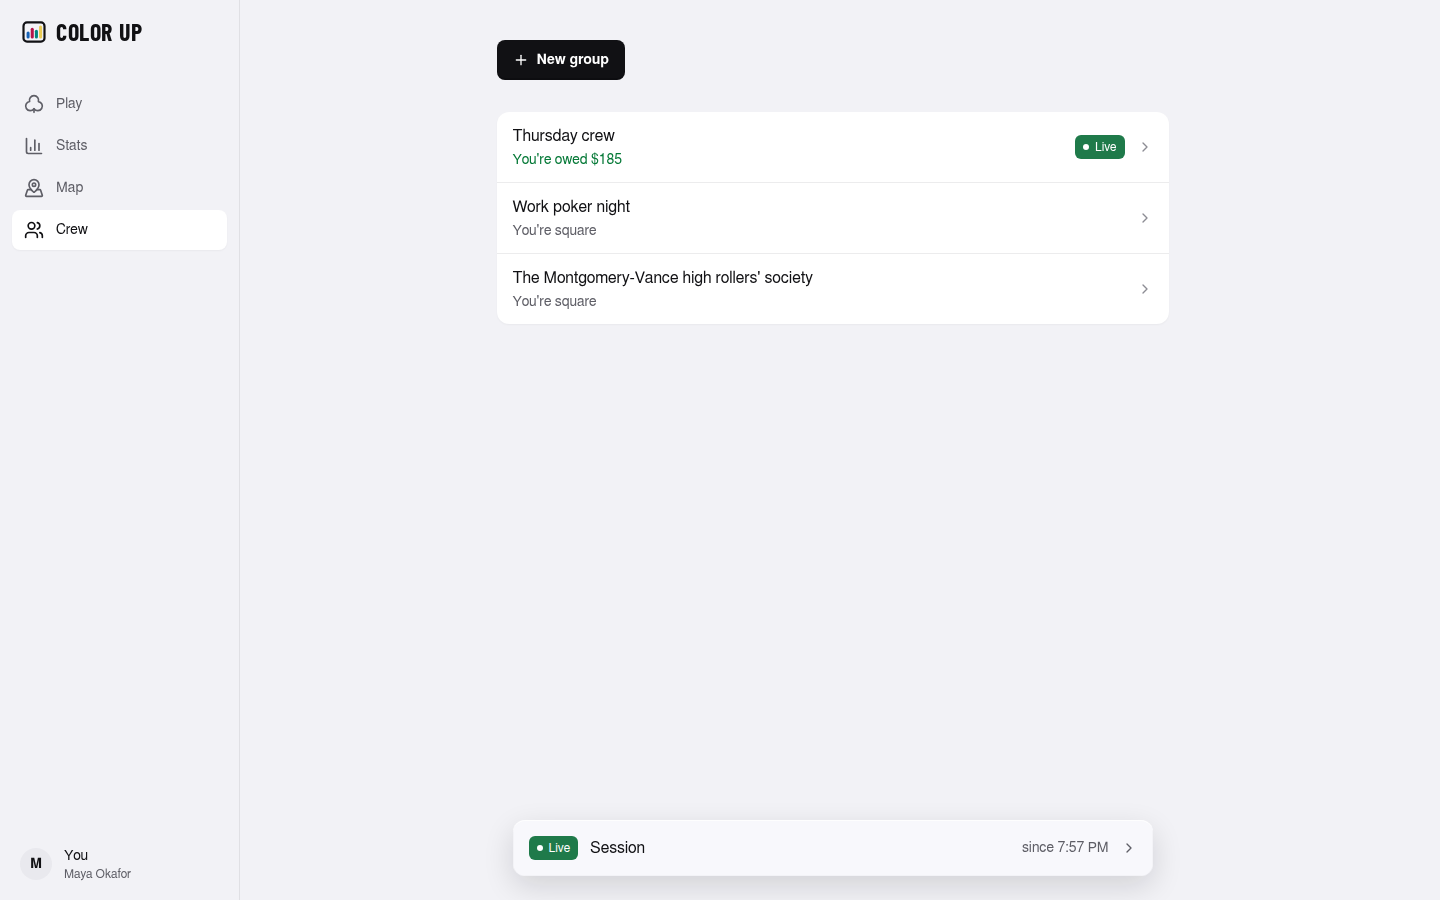 COLOR UP
Play
Stats
Map
Crew
You
Maya Okafor
New group
Thursday crew
You're owed $185
Live
Work poker night
You're square
The Montgomery-Vance high rollers' society
You're square
Live
Session
since 7:57 PM
M